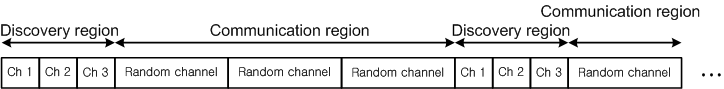 Communication region
Discovery region Communication region Discovery region
Ch 1 Ch 2 Ch 3 Random channel Random channel Random channel Ch 1 Ch 2 Ch 3 Random channel ...